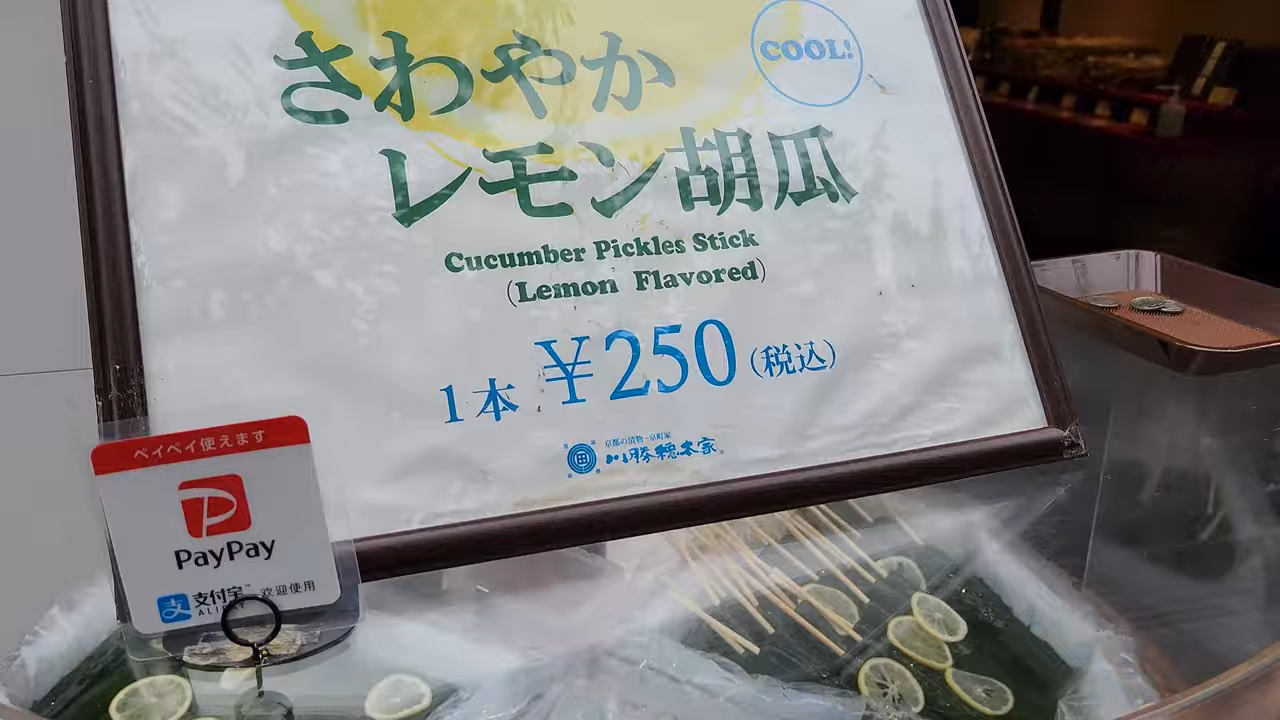 さわやか
COOL!
レモン胡瓜
Cucumber Pickles Stick
(Lemon Flavored)
1本 ¥250(税込)
京都の漬物 京町家
川勝總本家
ペイペイ使えます
PayPay
支付宝 欢迎使用
ALIPAY